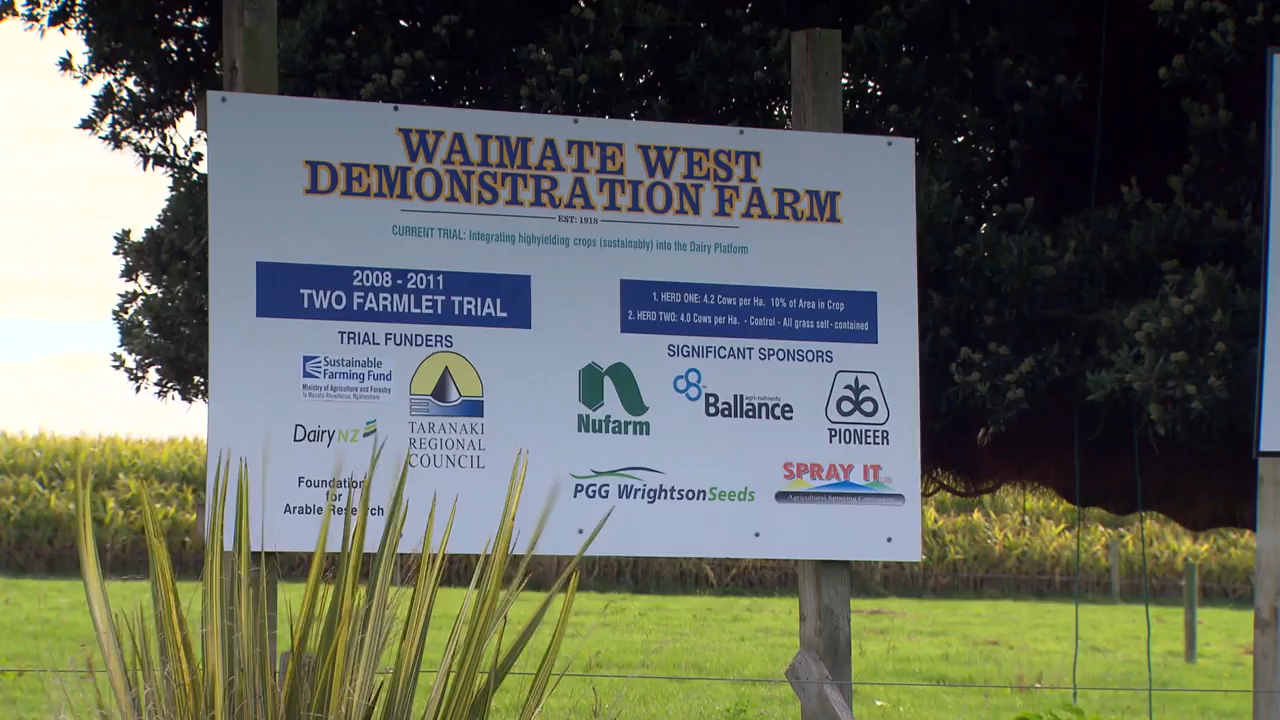 WAIMATE WEST
DEMONSTRATION FARM
EST: 1918
CURRENT TRIAL: Integrating highyielding crops (sustainably) into the Dairy Platform
2008 - 2011
TWO FARMLET TRIAL
1. HERD ONE: 4.2 Cows per Ha. 10% of Area in Crop
2. HERD TWO: 4.0 Cows per Ha. - Control - All grass self - contained
TRIAL FUNDERS
Sustainable
Farming Fund
Ministry of Agriculture and Forestry
TARANAKI
REGIONAL
COUNCIL
Dairy NZ
Foundation
for
Arable Research
SIGNIFICANT SPONSORS
Nufarm
agri-nutrients
Ballance
PIONEER
PGG WrightsonSeeds
SPRAY IT LTD
Agricultural Spraying Contractors